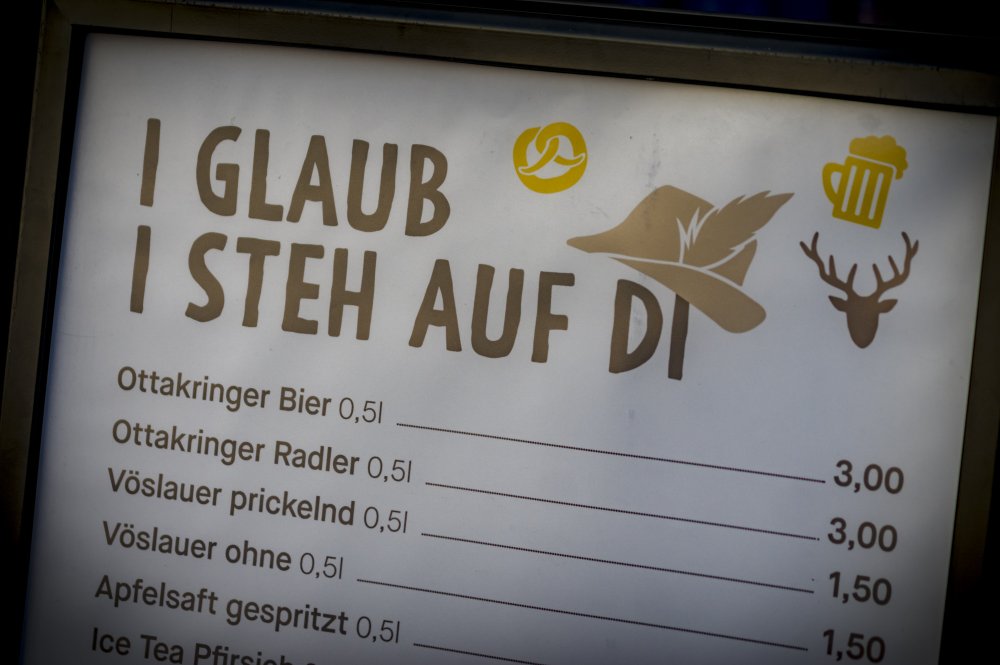 I GLAUB
I STEH AUF DI
Ottakringer Bier 0,5l 3,00
Ottakringer Radler 0,5l 3,00
Vöslauer prickelnd 0,5l 1,50
Vöslauer ohne 0,5l 1,50
Apfelsaft gespritzt 0,5l
Ice Tea Pfirsich